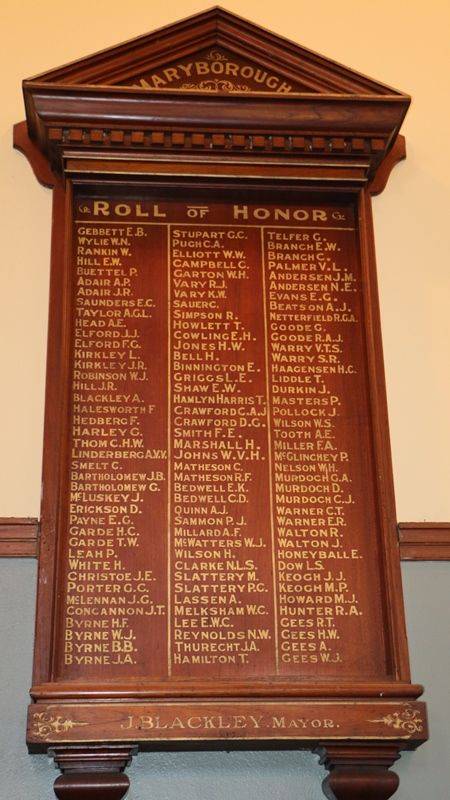 MARYBOROUGH
ROLL OF HONOR
GEBBETT E.B.
WYLIE W.N.
RANKIN W.
HILL E.W.
BUETTEL P.
ADAIR A.P.
ADAIR J.R.
SAUNDERS E.C.
TAYLOR A.G.L.
HEAD A.E.
ELFORD J.J.
ELFORD F.G.
KIRKLEY L.
KIRKLEY J.R.
ROBINSON W.J.
HILL J.R.
BLACKLEY A.
HALESWORTH F
HEDBERG F.
HARLEY G.
THOM C.H.W.
LINDERBERG A.X.V.
SMELT C.
BARTHOLOMEW J.B.
BARTHOLOMEW G.
McLUSKEY J.
ERICKSON D.
PAYNE E.G.
GARDE H.C.
GARDE T.W.
LEAH P.
WHITE H.
CHRISTOE J.E.
PORTER G.C.
McLENNAN J.G.
CONCANNON J.T.
BYRNE H.F.
BYRNE W.J.
BYRNE B.B.
BYRNE J.A.
STUPART G.C.
PUGH C.A.
ELLIOTT W.W.
CAMPBELL C.
GARTON W.H.
VARY R.J.
VARY K.W.
SAUER C.
SIMPSON R.
HOWLETT T.
COWLING E.H.
JONES H.W.
BELL H.
BINNINGTON E.
GRIGGS L.E.
SHAW E.W.
HAMLYN HARRIS T.
CRAWFORD C.A.J
CRAWFORD D.G.
SMITH F.E.
MARSHALL H.
JOHNS W.V.H.
MATHESON C.
MATHESON R.F.
BEDWELL E.K.
BEDWELL C.D.
QUINN A.J.
SAMMON P.J.
MILLARD A.F.
McWATTERS W.J.
WILSON H.
CLARKE N.L.S.
SLATTERY M.
SLATTERY P.C.
LASSEN A.
MELKSHAM W.C.
LEE E.W.C.
REYNOLDS N.W.
THURECHT J.A.
HAMILTON T.
TELFER G.
BRANCH E.W.
BRANCH C.
PALMER V.L.
ANDERSEN J.M.
ANDERSEN N.E.
EVANS E.G.
BEATSON A.J.
NETTERFIELD R.G.A.
GOODE G.
GOODE R.A.J.
WARRY V.T.S.
WARRY S.R.
HAAGENSEN H.C.
LIDDLE T.
DURKIN J.
MASTERS P.
POLLOCK J.
WILSON W.S.
TOOTH A.E.
MILLER F.A.
McGLINCHEY P.
NELSON W.H.
MURDOCH G.A.
MURDOCH D.
MURDOCH C.J.
WARNER C.T.
WARNER E.R.
WALTON R.
WALTON J.
HONEYBALL E.
DOW L.S.
KEOGH J.J.
KEOGH M.P.
HOWARD M.J.
HUNTER R.A.
GEES R.T.
GEES H.W.
GEES A.
GEES W.J.
J. BLACKLEY. MAYOR.